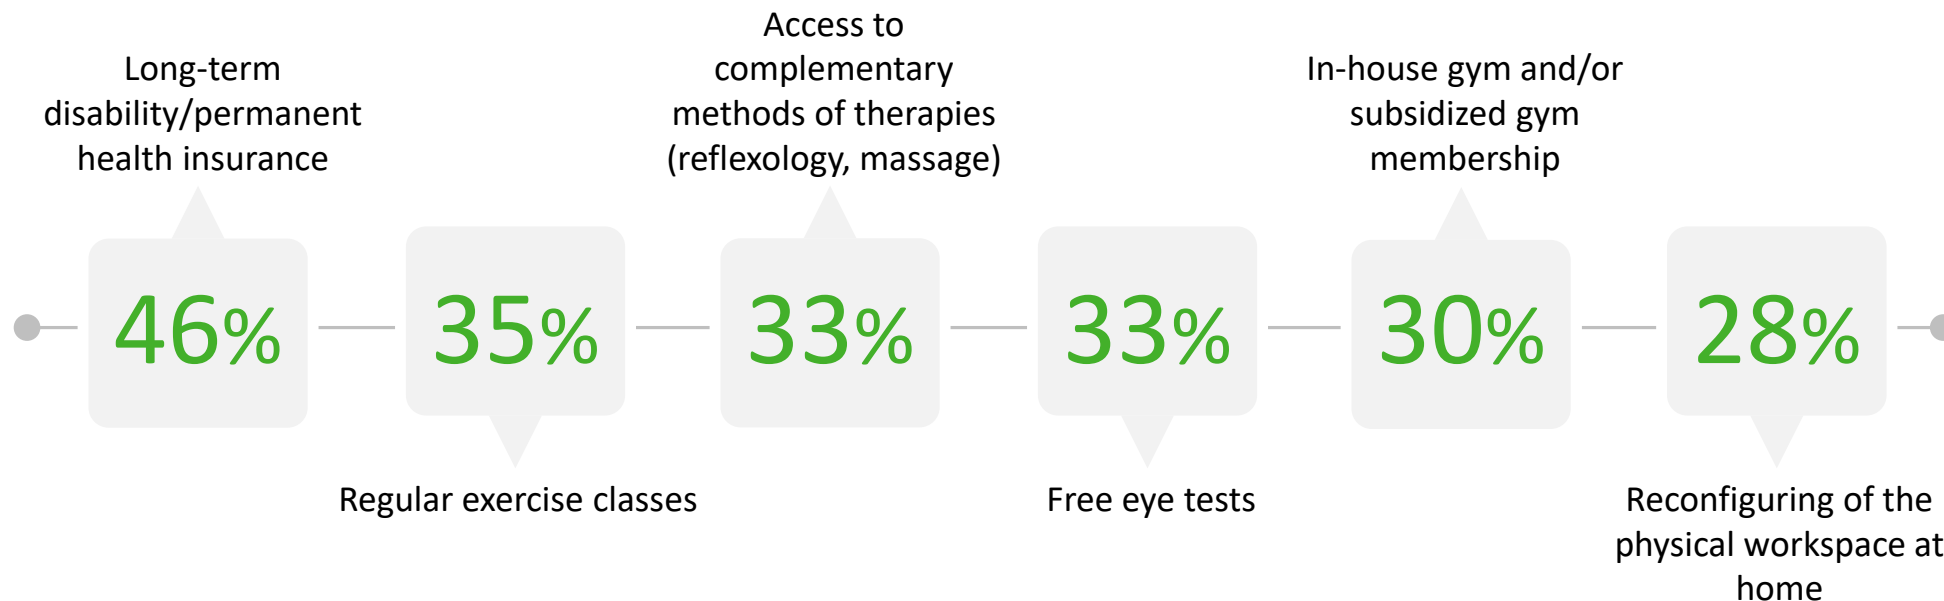 Long-term
disability/permanent
health insurance
46%
35%
Regular exercise classes
Access to
complementary
methods of therapies
(reflexology, massage)
33%
33%
Free eye tests
In-house gym and/or
subsidized gym
membership
30%
28%
Reconfiguring of the
physical workspace at
home